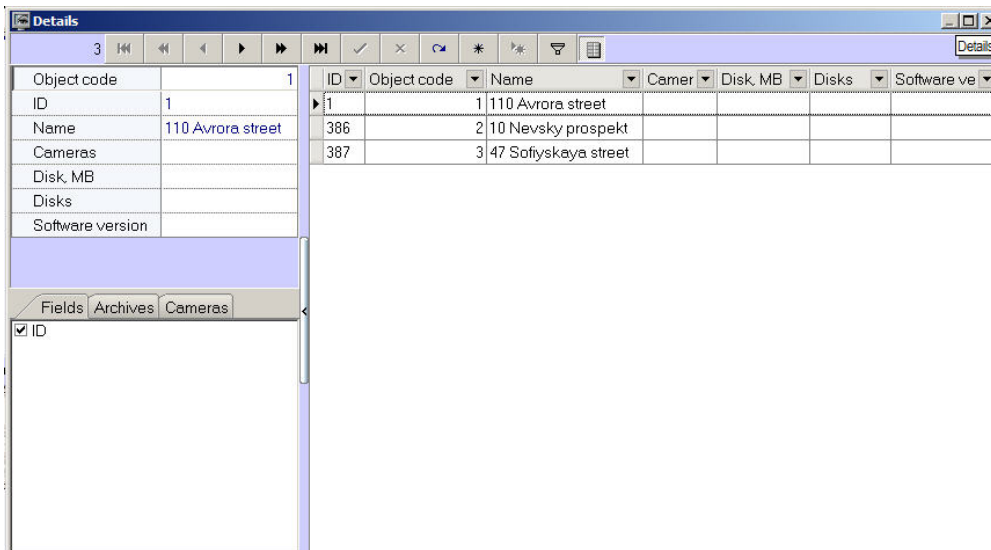 Details
3
Details
Object code 1
ID 1
Name 110 Avrora street
Cameras
Disk, MB
Disks
Software version
Fields Archives Cameras
ID
ID Object code Name Camer Disk, MB Disks Software ve
1 1 110 Avrora street
386 2 10 Nevsky prospekt
387 3 47 Sofiyskaya street